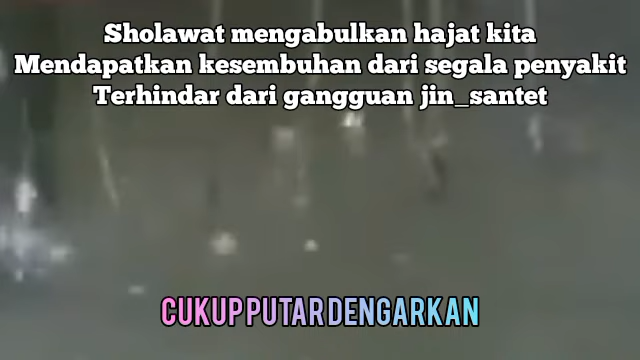 Sholawat mengabulkan hajat kita
Mendapatkan kesembuhan dari segala penyakit
Terhindar dari gangguan jin_santet
CUKUP PUTAR DENGARKAN